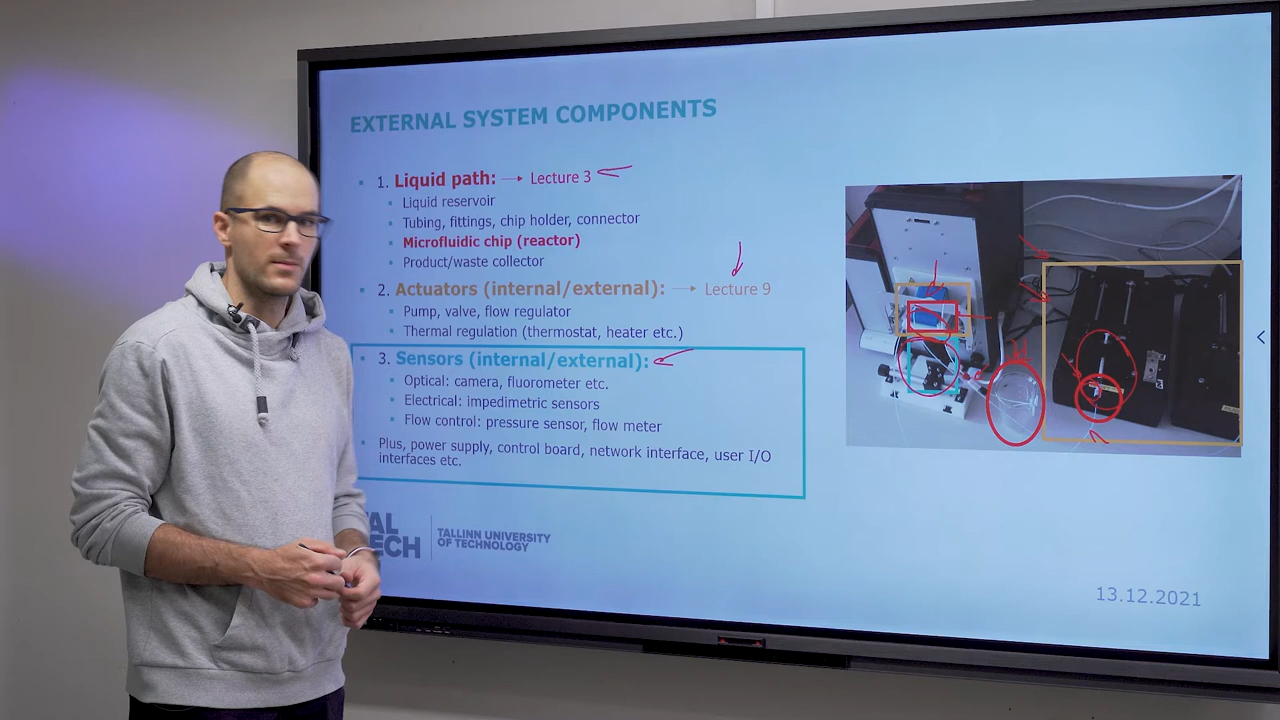 EXTERNAL SYSTEM COMPONENTS
1. Liquid path: → Lecture 3
Liquid reservoir
Tubing, fittings, chip holder, connector
Microfluidic chip (reactor)
Product/waste collector
2. Actuators (internal/external): → Lecture 9
Pump, valve, flow regulator
Thermal regulation (thermostat, heater etc.)
3. Sensors (internal/external):
Optical: camera, fluorometer etc.
Electrical: impedimetric sensors
Flow control: pressure sensor, flow meter
Plus, power supply, control board, network interface, user I/O
interfaces etc.
AL
ECH
TALLINN UNIVERSITY
OF TECHNOLOGY
13.12.2021